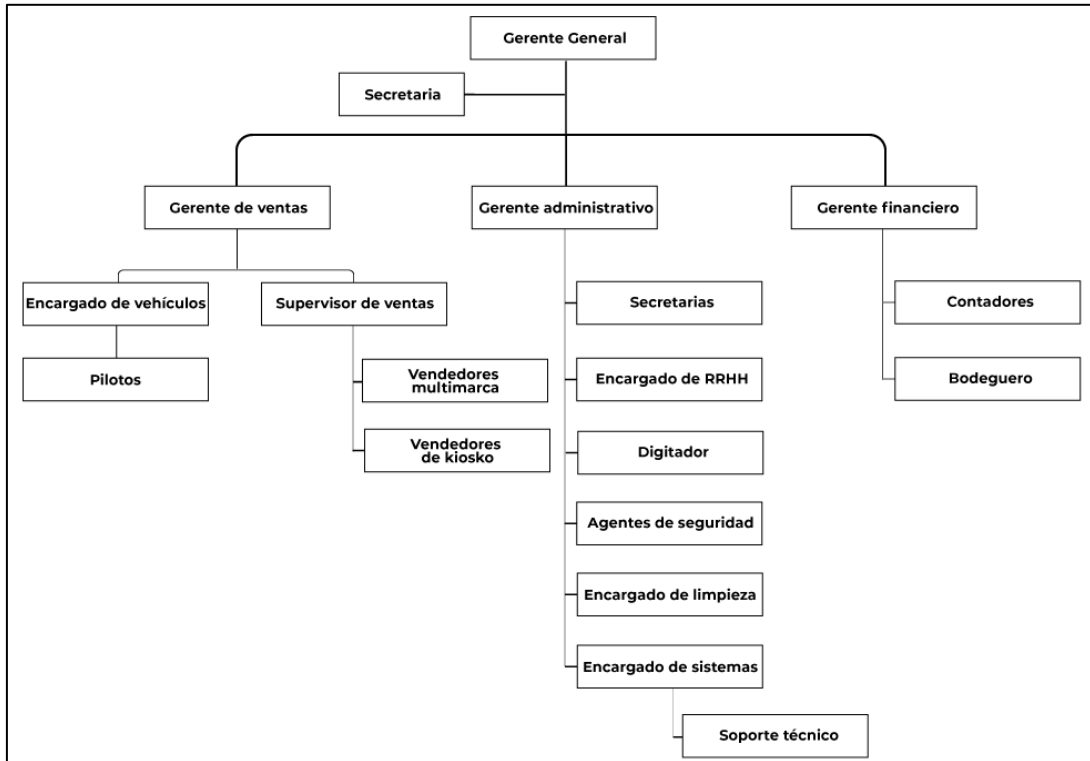 Gerente General
Secretaria
Gerente de ventas
Gerente administrativo
Gerente financiero
Encargado de vehículos
Supervisor de ventas
Secretarias
Contadores
Pilotos
Vendedores
multimarca
Encargado de RRHH
Bodeguero
Vendedores
de kiosko
Digitador
Agentes de seguridad
Encargado de limpieza
Encargado de sistemas
Soporte técnico